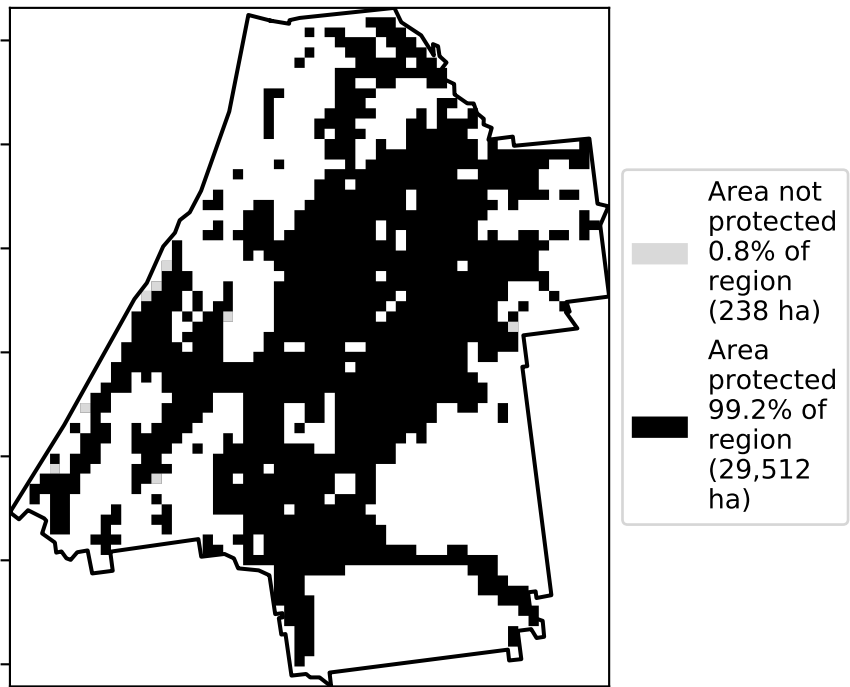 Area not
protected
0.8% of
region
(238 ha)
Area
protected
99.2% of
region
(29,512
ha)